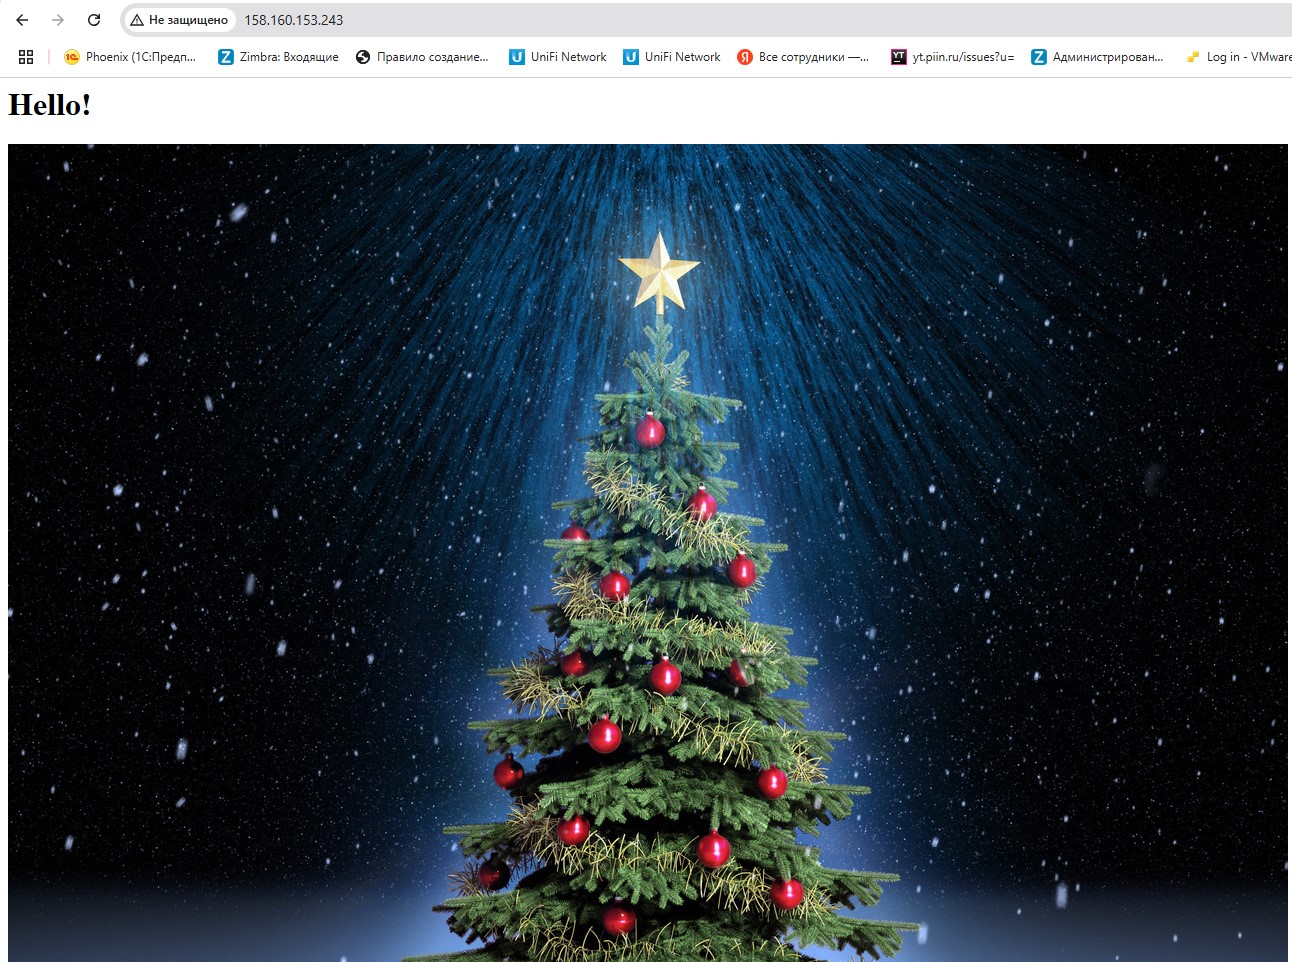 Не защищено 158.160.153.243
Phoenix (1С:Предп... Zimbra: Входящие Правило создание... UniFi Network UniFi Network Все сотрудники —... yt.piin.ru/issues?u= Администрирован... Log in - VMware
Hello!